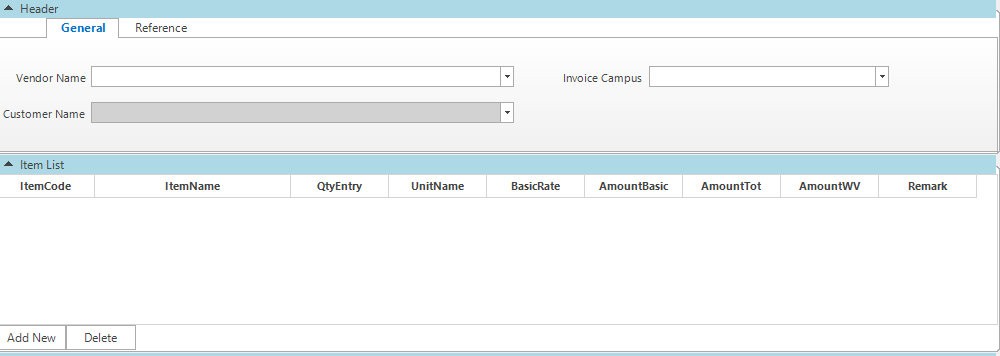 Header
General Reference
Vendor Name Invoice Campus
Customer Name
Item List
ItemCode ItemName QtyEntry UnitName BasicRate AmountBasic AmountTot AmountWV Remark
Add New Delete